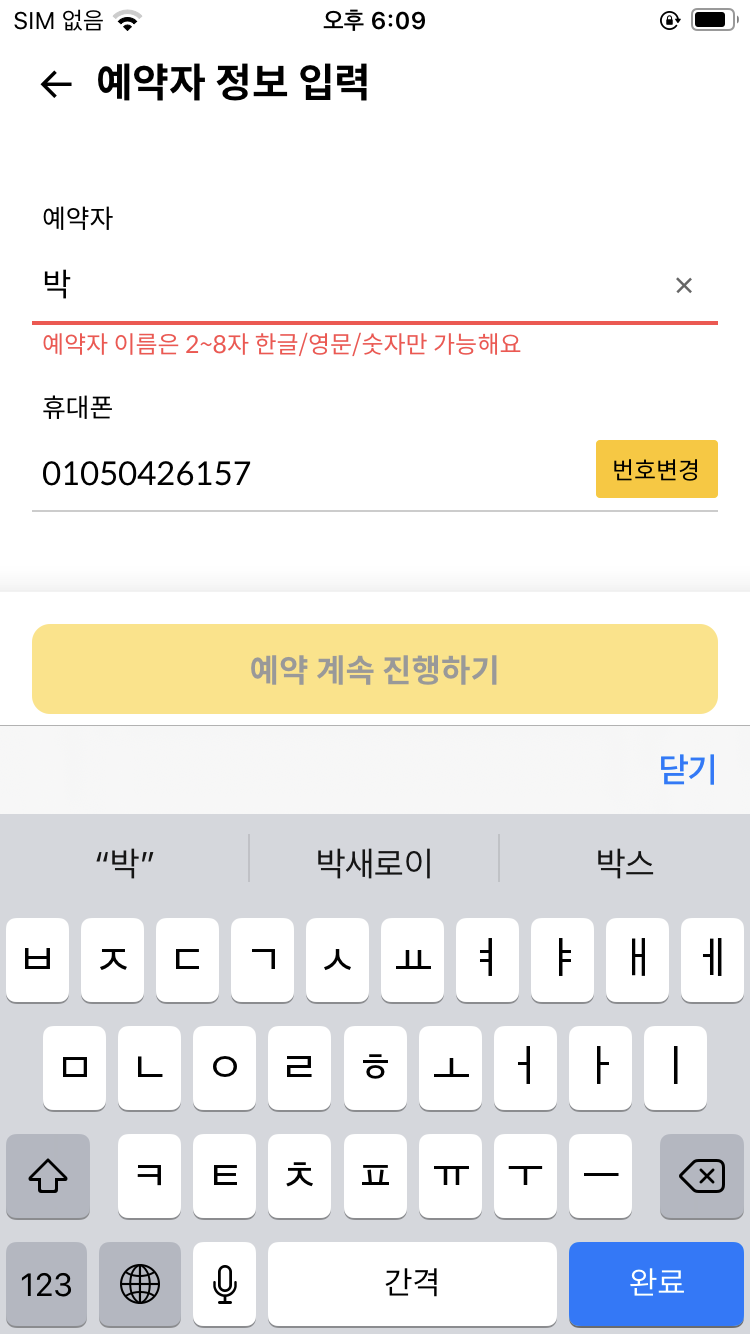 SIM 없음 오후 6:09
예약자 정보 입력
예약자
박
예약자 이름은 2~8자 한글/영문/숫자만 가능해요
휴대폰
01050426157 번호변경
예약 계속 진행하기
닫기
“박” 박새로이 박스
ㅂ ㅈ ㄷ ㄱ ㅅ ㅛ ㅕ ㅑ ㅐ ㅔ
ㅁ ㄴ ㅇ ㄹ ㅎ ㅗ ㅓ ㅏ ㅣ
ㅋ ㅌ ㅊ ㅍ ㅠ ㅜ ㅡ
123 간격 완료